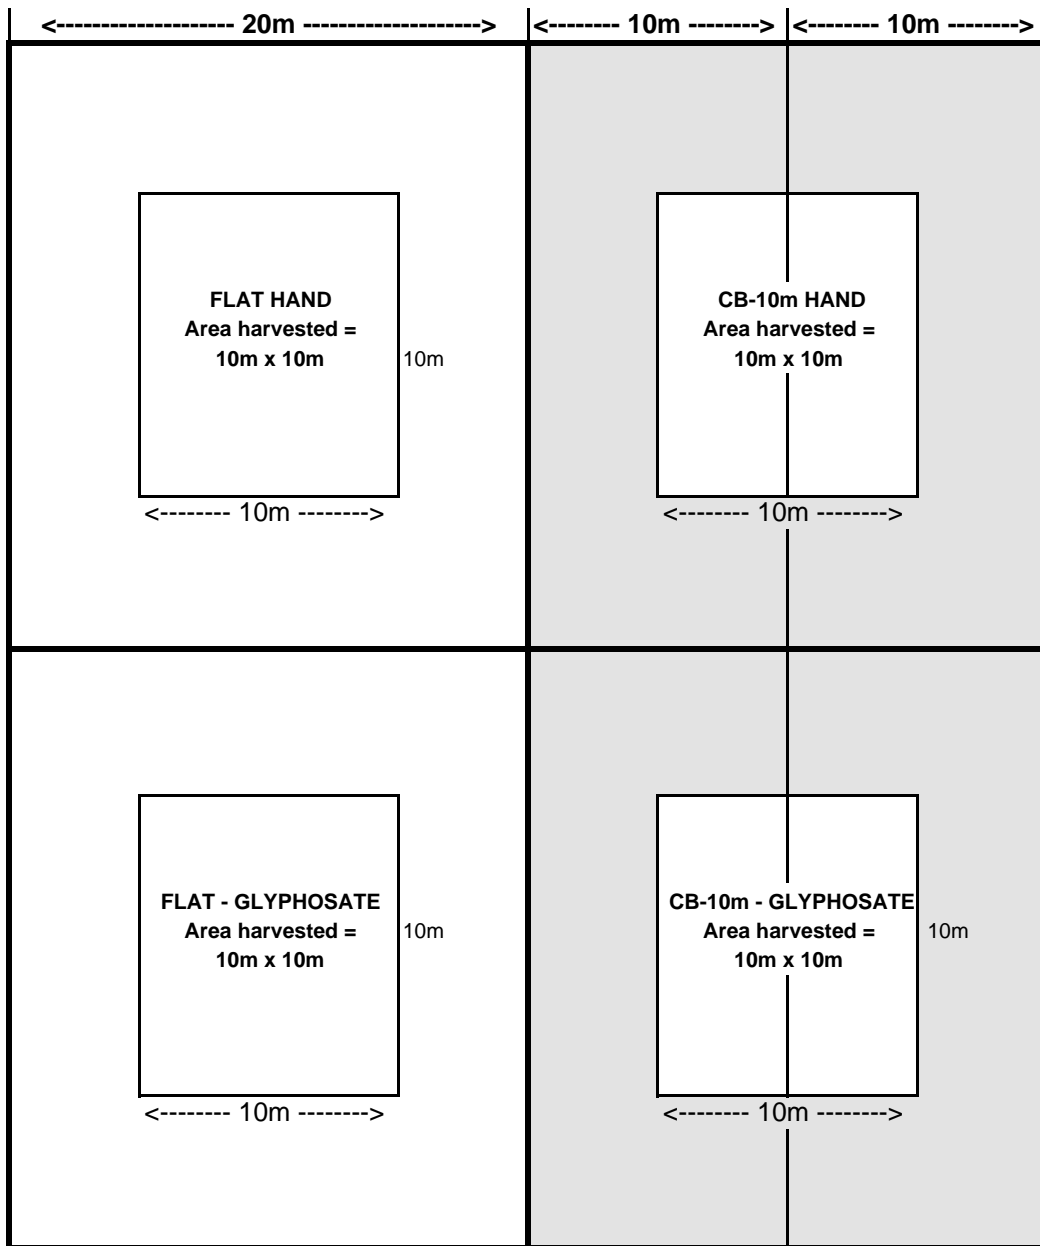 <--------------------- 20m -------------------->
<-------- 10m -------->
<-------- 10m -------->
FLAT HAND
Area harvested =
10m x 10m
10m
<-------- 10m -------->
CB-10m HAND
Area harvested =
10m x 10m
<-------- 10m -------->
FLAT - GLYPHOSATE
Area harvested =
10m x 10m
10m
<-------- 10m -------->
CB-10m - GLYPHOSATE
Area harvested =
10m x 10m
10m
<-------- 10m -------->